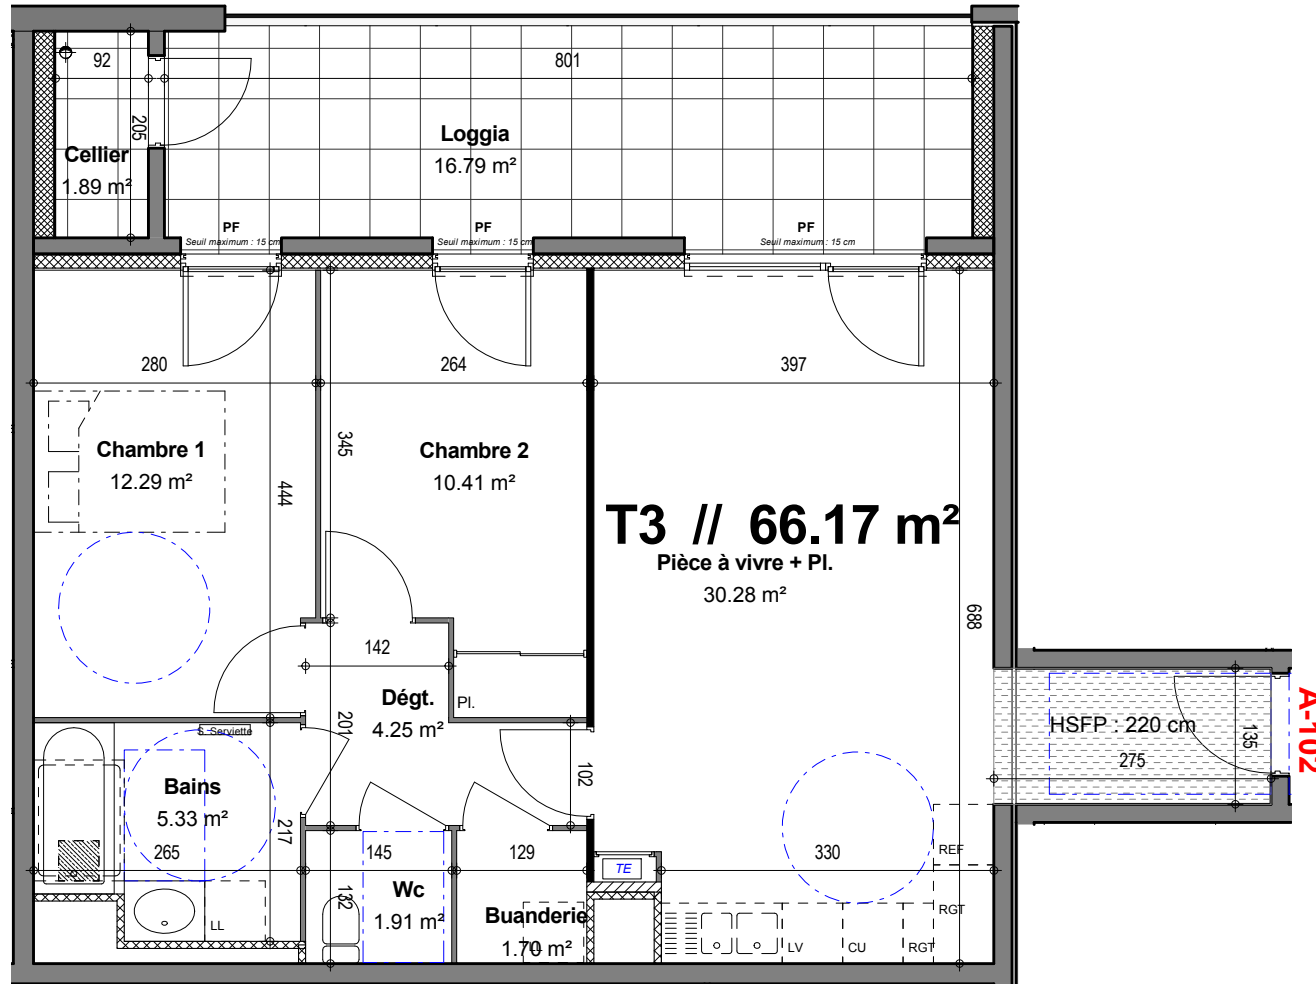 92
801
205
Cellier
1.89 m²
Loggia
16.79 m²
PF
Seuil maximum : 15 cm
PF
Seuil maximum : 15 cm
PF
Seuil maximum : 15 cm
280
264
397
345
444
Chambre 1
12.29 m²
Chambre 2
10.41 m²
T3 // 66.17 m²
Pièce à vivre + Pl.
30.28 m²
688
142
Dégt.
4.25 m²
Pl.
201
S. Serviette
HSFP : 220 cm
135
275
A-102
102
Bains
5.33 m²
217
265
145
129
330
TE
REF
RGT
Wc
1.91 m²
132
Buanderie
1.70 m²
LL
LL
LV
CU
RGT